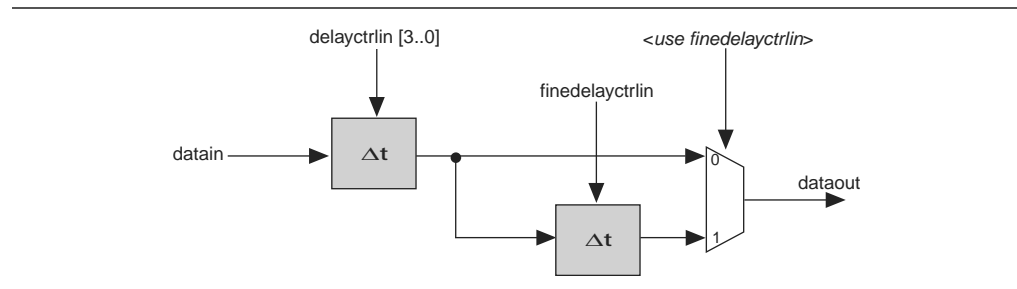 delayctrlin [3..0]
<use finedelayctrlin>
finedelayctrlin
Δt
datain
0
dataout
Δt
1